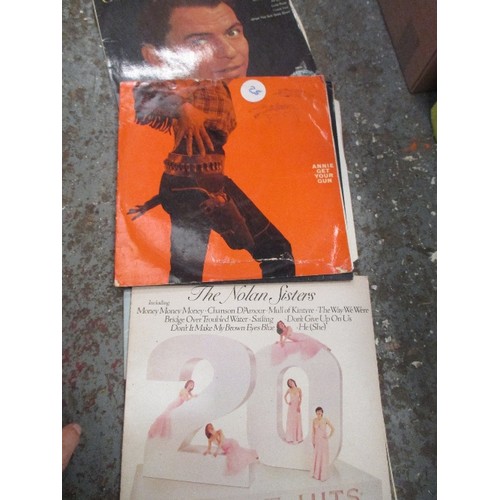 ANNIE
GET
YOUR
GUN
The Nolan Sisters
Including
Money Money Money · Chanson D'Amour · Mull of Kintyre · The Way We Were
Bridge Over Troubled Water · Sailing · Don't Give Up On Us
Don't It Make My Brown Eyes Blue · He (She)
20
HITS